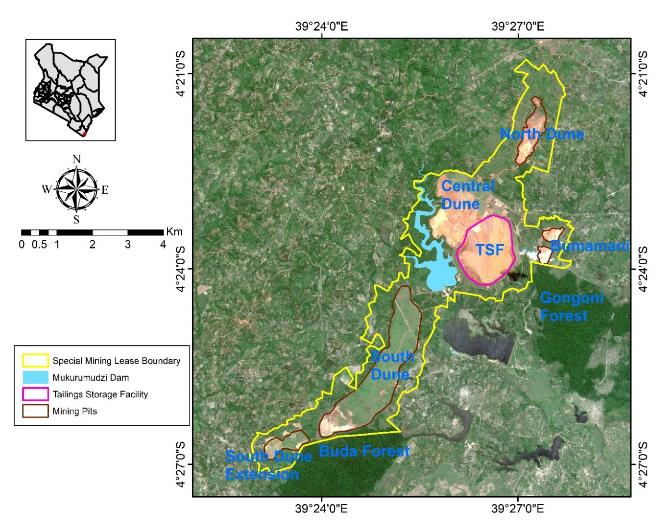 39°24'0"E 39°27'0"E
4°21'0"S 4°21'0"S
North Dune
N
W E
S
Central
Dune
0 0.5 1 2 3 4 Km
TSF
Bumamani
4°24'0"S 4°24'0"S
Gongoni
Forest
Special Mining Lease Boundary
Mukurumudzi Dam
Tailings Storage Facility
Mining Pits
South
Dune
Buda Forest
South Dune
Extension
4°27'0"S 4°27'0"S
39°24'0"E 39°27'0"E